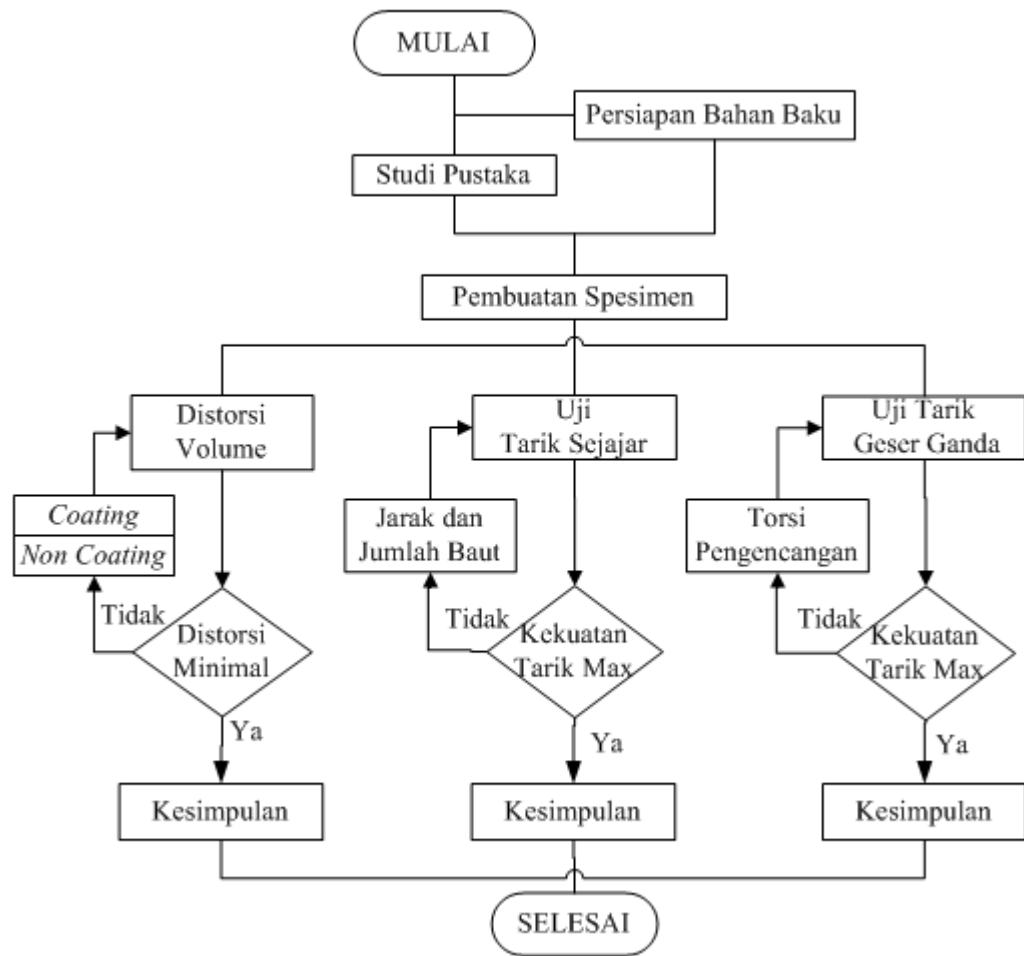 MULAI
Persiapan Bahan Baku
Studi Pustaka
Pembuatan Spesimen
Distorsi
Volume
Coating
Non Coating
Tidak
Distorsi
Minimal
Ya
Kesimpulan
Uji
Tarik Sejajar
Jarak dan
Jumlah Baut
Tidak
Kekuatan
Tarik Max
Ya
Kesimpulan
Uji Tarik
Geser Ganda
Torsi
Pengencangan
Tidak
Kekuatan
Tarik Max
Ya
Kesimpulan
SELESAI